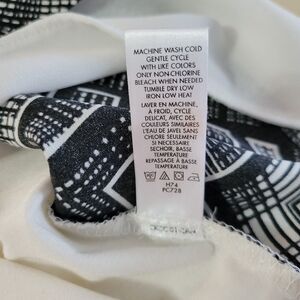 MACHINE WASH COLD
GENTLE CYCLE
WITH LIKE COLORS
ONLY NON-CHLORINE
BLEACH WHEN NEEDED
TUMBLE DRY LOW
IRON LOW HEAT
LAVER EN MACHINE,
À FROID, CYCLE
DELICAT, AVEC DES
COULEURS SIMILAIRES
L'EAU DE JAVEL SANS
CHLORE SEULEMENT
SI NECESSAIRE
SECHOIR, BASSE
TEMPERATURE
REPASSAGE À BASSE
TEMPERATURE
H74
PC728